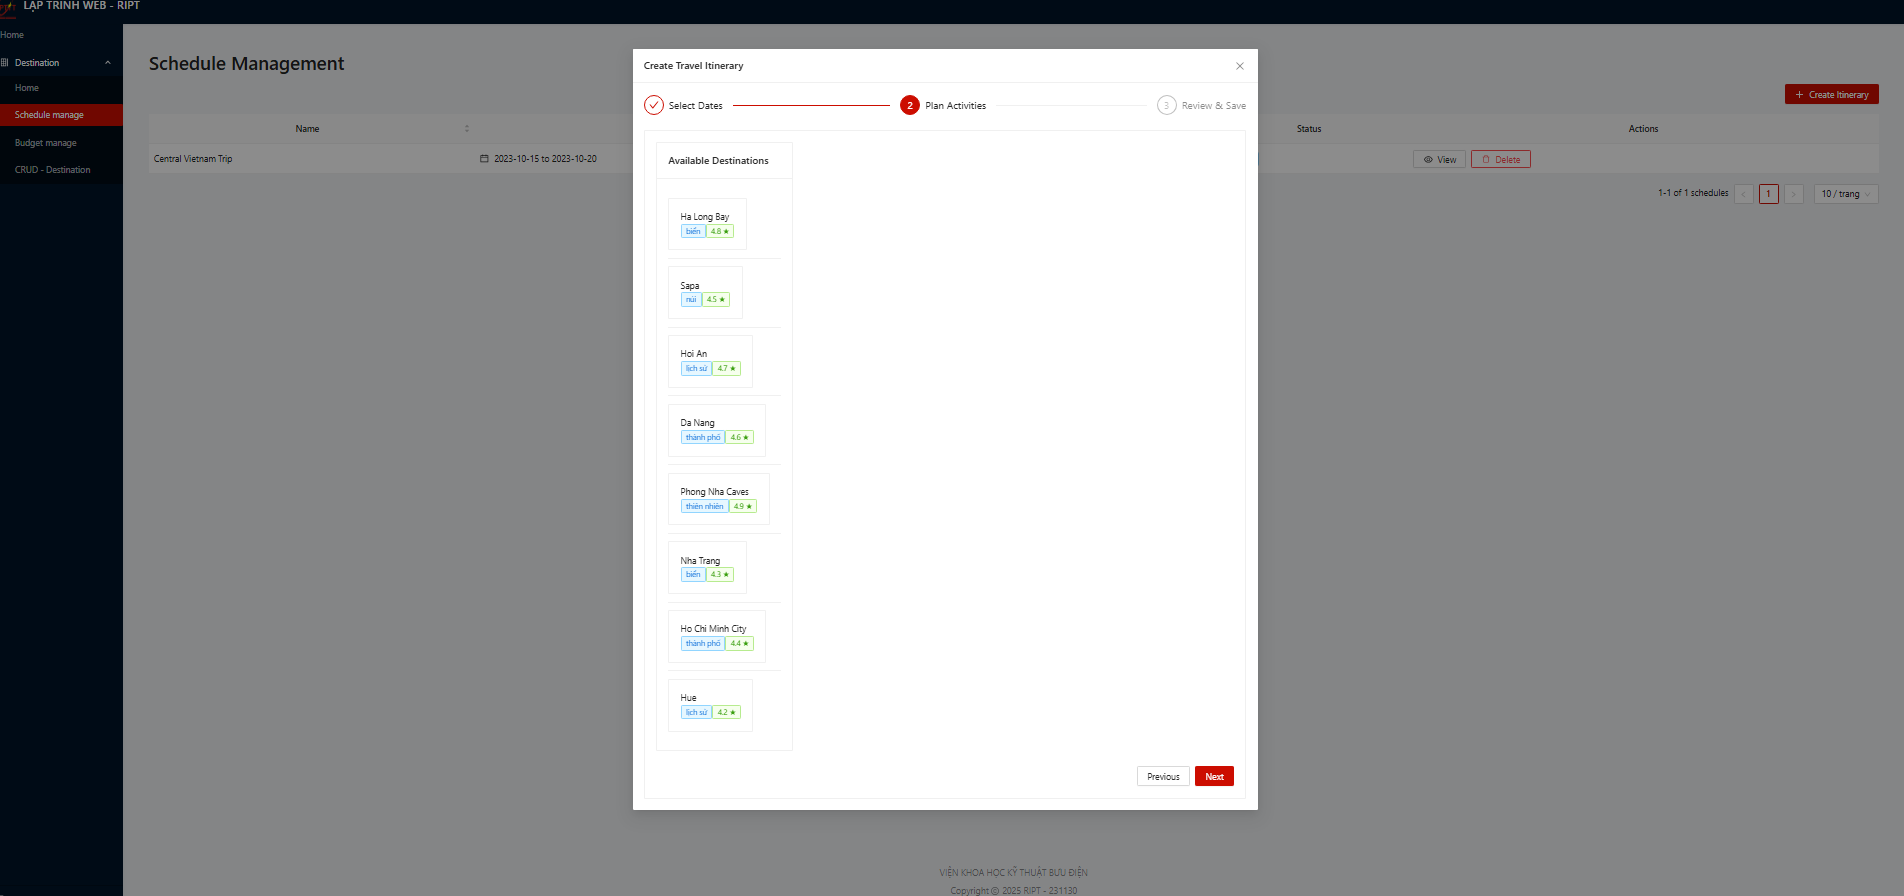 LẬP TRÌNH WEB - RIPT
Home
Destination
Home
Schedule manage
Budget manage
CRUD - Destination
Schedule Management
+ Create Itinerary
Name
Status
Actions
Central Vietnam Trip
2023-10-15 to 2023-10-20
View
Delete
1-1 of 1 schedules
1
10 / trang
Create Travel Itinerary
Select Dates
2 Plan Activities
3 Review & Save
Available Destinations
Ha Long Bay
biển 4.8 ★
Sapa
núi 4.5 ★
Hoi An
lịch sử 4.7 ★
Da Nang
thành phố 4.6 ★
Phong Nha Caves
thiên nhiên 4.9 ★
Nha Trang
biển 4.3 ★
Ho Chi Minh City
thành phố 4.4 ★
Hue
lịch sử 4.2 ★
Previous
Next
VIỆN KHOA HỌC KỸ THUẬT BƯU ĐIỆN
Copyright © 2025 RIPT - 231130